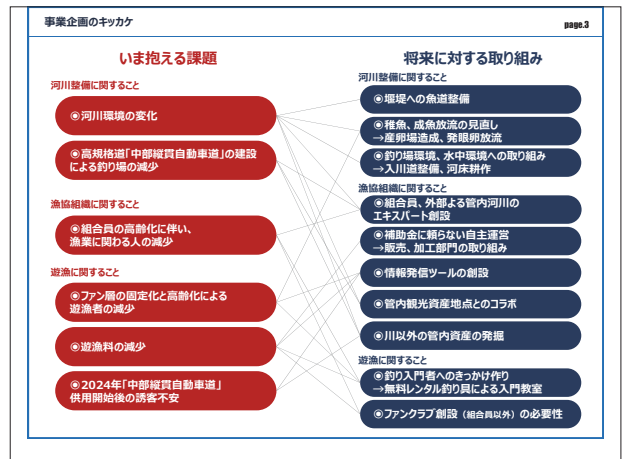 事業企画のキッカケ
page.3
いま抱える課題
河川整備に関すること
◉河川環境の変化
◉高規格道「中部縦貫自動車道」の建設
による釣り場の減少
漁協組織に関すること
◉組合員の高齢化に伴い、
漁業に関わる人の減少
遊漁に関すること
◉ファン層の固定化と高齢化による
遊漁者の減少
◉遊漁料の減少
◉2024年「中部縦貫自動車道」
供用開始後の誘客不安
将来に対する取り組み
河川整備に関すること
◉堰堤への魚道整備
◉稚魚、成魚放流の見直し
→産卵場造成、発眼卵放流
◉釣り場環境、水中環境への取り組み
→入川道整備、河床耕作
漁協組織に関すること
◉組合員、外部よる管内河川の
エキスパート創設
◉補助金に頼らない自主運営
→販売、加工部門の取り組み
◉情報発信ツールの創設
◉管内観光資産地点とのコラボ
◉川以外の管内資産の発掘
遊漁に関すること
◉釣り入門者へのきっかけ作り
→無料レンタル釣り具による入門教室
◉ファンクラブ創設（組合員以外）の必要性